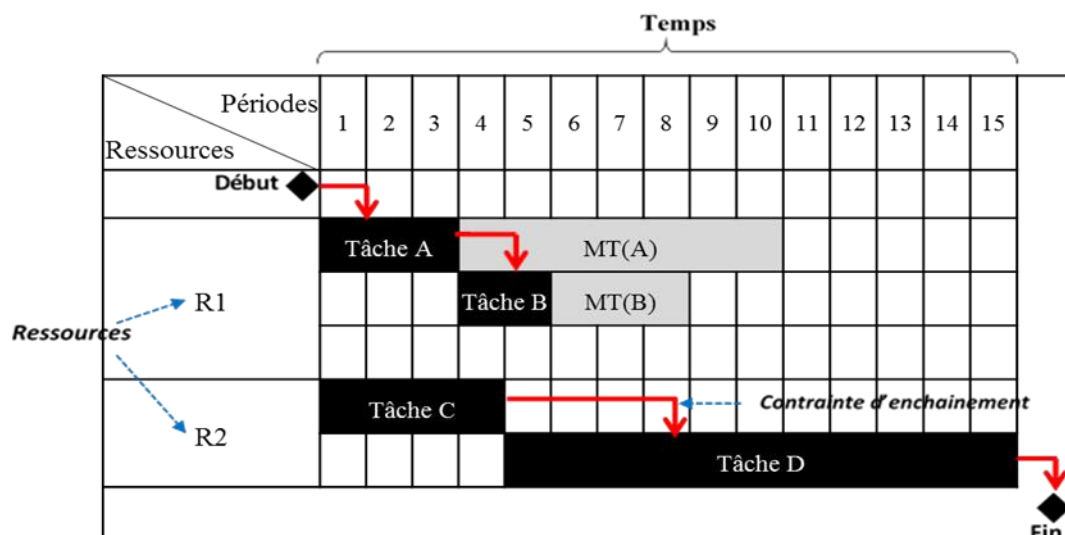 Temps
Périodes
Ressources
1 2 3 4 5 6 7 8 9 10 11 12 13 14 15
Début
Tâche A MT(A)
R1 Tâche B MT(B)
Ressources
Tâche C Contrainte d'enchainement
R2
Tâche D
Fin